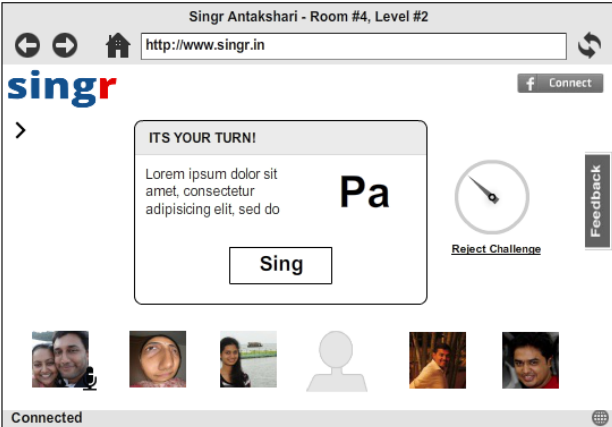 Singr Antakshari - Room #4, Level #2
http://www.singr.in
singr
f Connect
ITS YOUR TURN!
Lorem ipsum dolor sit
amet, consectetur
adipisicing elit, sed do
Pa
Sing
Reject Challenge
Feedback
Connected